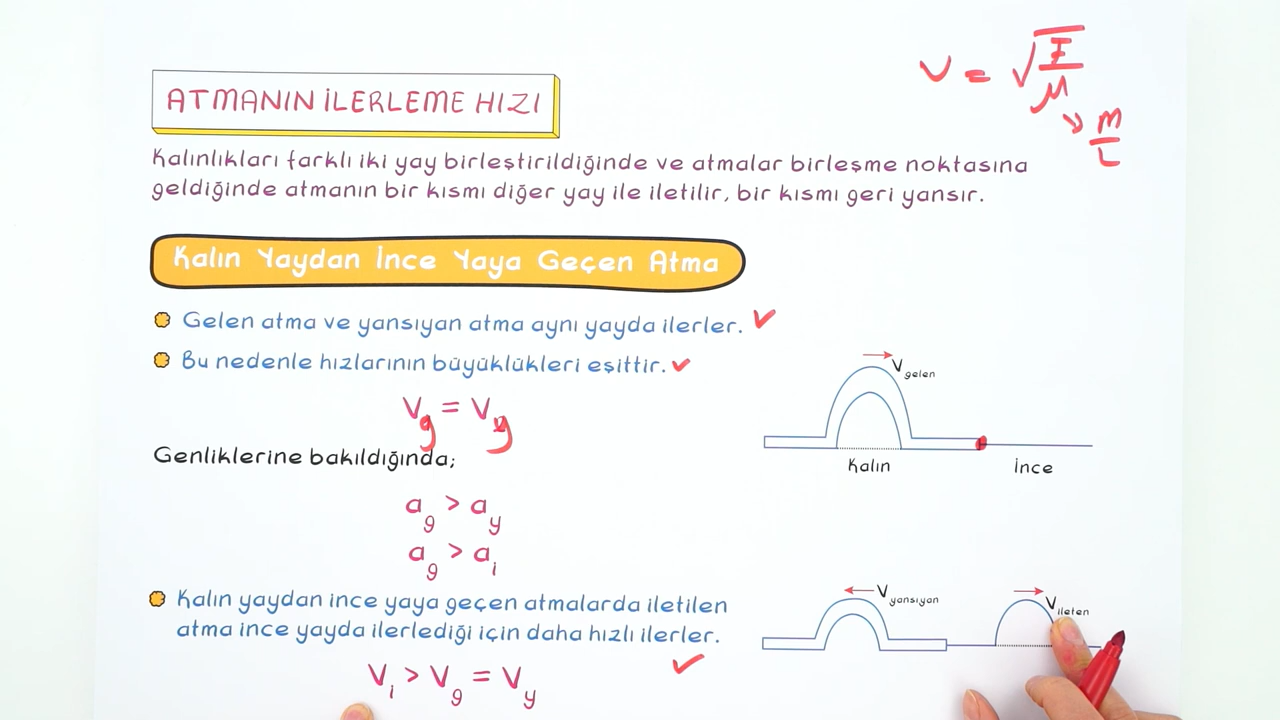 V = √F/μ
→ m/L
ATMANIN İLERLEME HIZI
Kalınlıkları farklı iki yay birleştirildiğinde ve atmalar birleşme noktasına
geldiğinde atmanın bir kısmı diğer yay ile iletilir, bir kısmı geri yansır.
Kalın Yaydan İnce Yaya Geçen Atma
Gelen atma ve yansıyan atma aynı yayda ilerler. ✓
Bu nedenle hızlarının büyüklükleri eşittir. ✓
Vg = Vy
Genliklerine bakıldığında;
ag > ay
ag > ai
Kalın yaydan ince yaya geçen atmalarda iletilen
atma ince yayda ilerlediği için daha hızlı ilerler. ✓
Vi > Vg = Vy
Vgelen
Kalın İnce
Vyansıyan Vileten